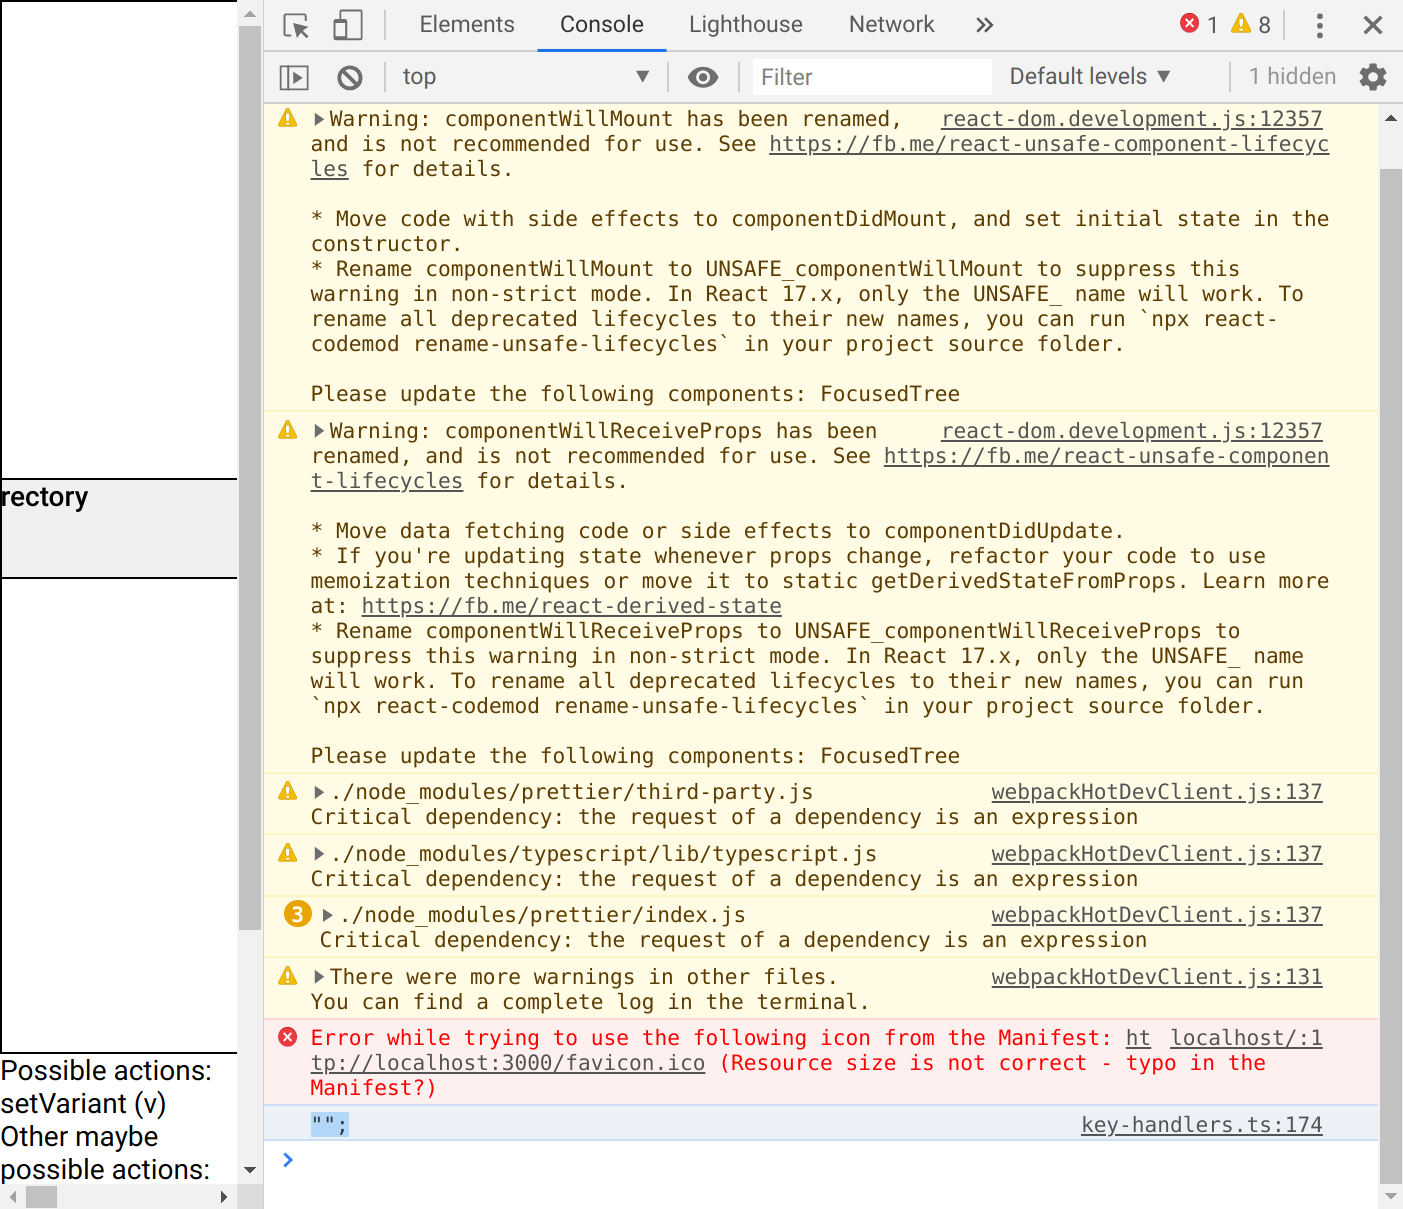 Elements Console Lighthouse Network 1 8
top Filter Default levels 1 hidden
Warning: componentWillMount has been renamed, react-dom.development.js:12357
and is not recommended for use. See https://fb.me/react-unsafe-component-lifecyc
les for details.
* Move code with side effects to componentDidMount, and set initial state in the
constructor.
* Rename componentWillMount to UNSAFE_componentWillMount to suppress this
warning in non-strict mode. In React 17.x, only the UNSAFE_ name will work. To
rename all deprecated lifecycles to their new names, you can run `npx react-
codemod rename-unsafe-lifecycles` in your project source folder.
Please update the following components: FocusedTree
Warning: componentWillReceiveProps has been react-dom.development.js:12357
renamed, and is not recommended for use. See https://fb.me/react-unsafe-componen
t-lifecycles for details.
* Move data fetching code or side effects to componentDidUpdate.
* If you're updating state whenever props change, refactor your code to use
memoization techniques or move it to static getDerivedStateFromProps. Learn more
at: https://fb.me/react-derived-state
* Rename componentWillReceiveProps to UNSAFE_componentWillReceiveProps to
suppress this warning in non-strict mode. In React 17.x, only the UNSAFE_ name
will work. To rename all deprecated lifecycles to their new names, you can run
`npx react-codemod rename-unsafe-lifecycles` in your project source folder.
Please update the following components: FocusedTree
./node_modules/prettier/third-party.js webpackHotDevClient.js:137
Critical dependency: the request of a dependency is an expression
./node_modules/typescript/lib/typescript.js webpackHotDevClient.js:137
Critical dependency: the request of a dependency is an expression
3 ./node_modules/prettier/index.js webpackHotDevClient.js:137
Critical dependency: the request of a dependency is an expression
There were more warnings in other files. webpackHotDevClient.js:131
You can find a complete log in the terminal.
Error while trying to use the following icon from the Manifest: ht localhost/:1
tp://localhost:3000/favicon.ico (Resource size is not correct - typo in the
Manifest?)
""; key-handlers.ts:174
rectory
Possible actions:
setVariant (v)
Other maybe
possible actions: